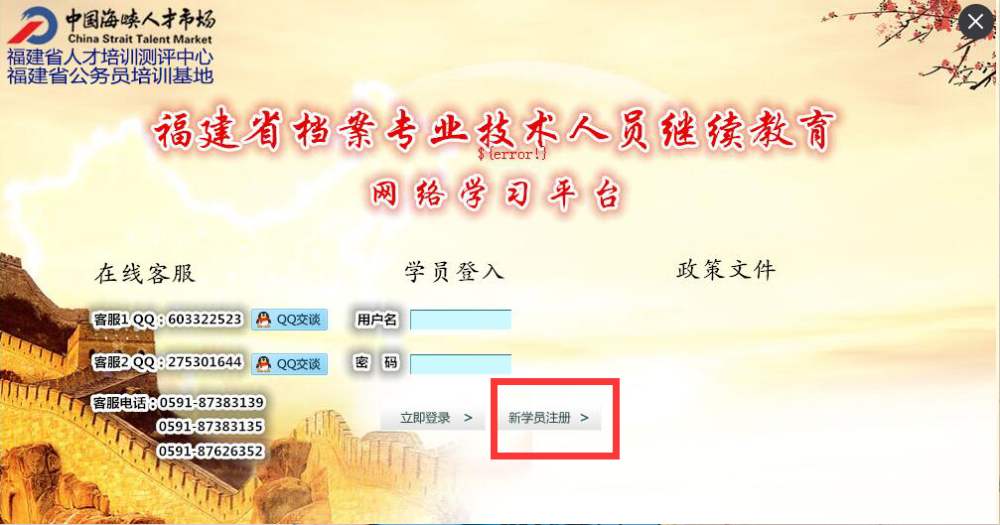 中国海峡人才市场
China Strait Talent Market
福建省人才培训测评中心
福建省公务员培训基地
福建省档案专业技术人员继续教育
${error!}
网络学习平台
在线客服
学员登入
政策文件
客服1 QQ：603322523
QQ交谈
用户名
客服2 QQ：275301644
QQ交谈
密 码
客服电话：0591-87383139
0591-87383135
0591-87626352
立即登录 >
新学员注册 >